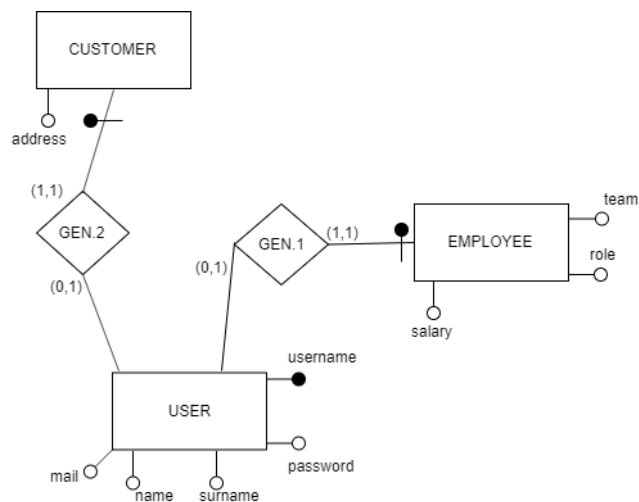 CUSTOMER
address
(1,1)
GEN.2
(0,1)
GEN.1
(1,1)
(0,1)
EMPLOYEE
team
role
salary
USER
username
password
mail
name
surname